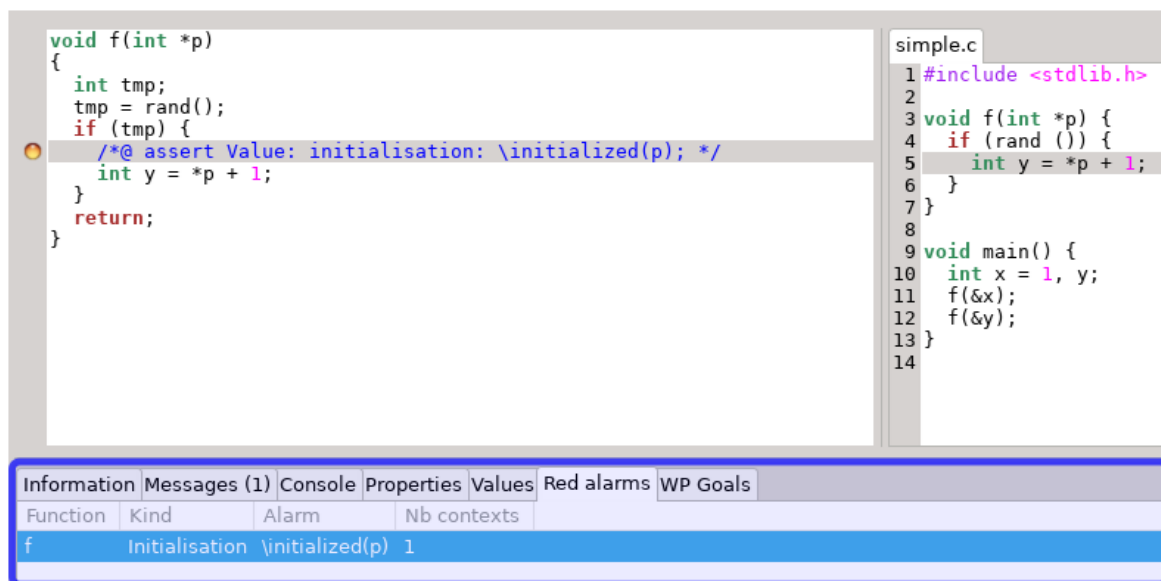 void f(int *p)
{
  int tmp;
  tmp = rand();
  if (tmp) {
    /*@ assert Value: initialisation: \initialized(p); */
    int y = *p + 1;
  }
  return;
}
simple.c
1 #include <stdlib.h>
2
3 void f(int *p) {
4   if (rand ()) {
5     int y = *p + 1;
6   }
7 }
8
9 void main() {
10   int x = 1, y;
11   f(&x);
12   f(&y);
13 }
14
Information Messages (1) Console Properties Values Red alarms WP Goals
Function Kind Alarm Nb contexts
f Initialisation \initialized(p) 1